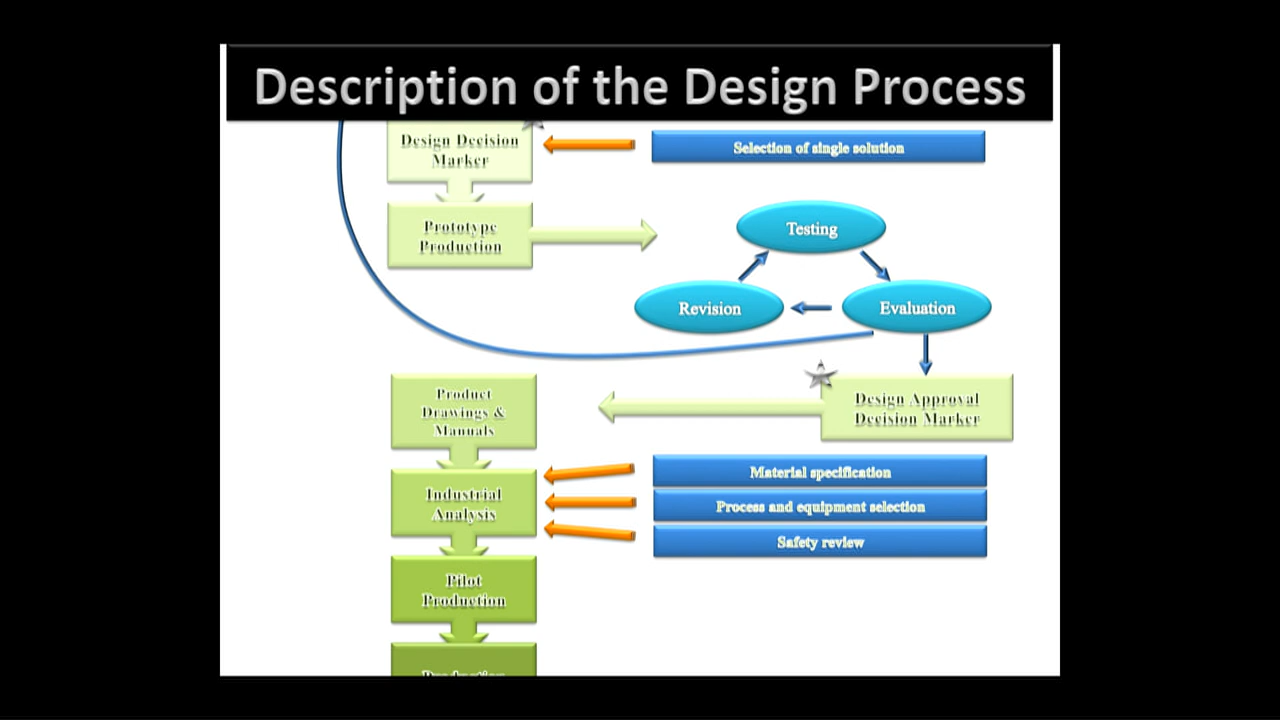 Description of the Design Process
Design Decision
Marker
Selection of single solution
Prototype
Production
Testing
Revision
Evaluation
Product
Drawings &
Manuals
Design Approval
Decision Marker
Industrial
Analysis
Material specification
Process and equipment selection
Safety review
Pilot
Production